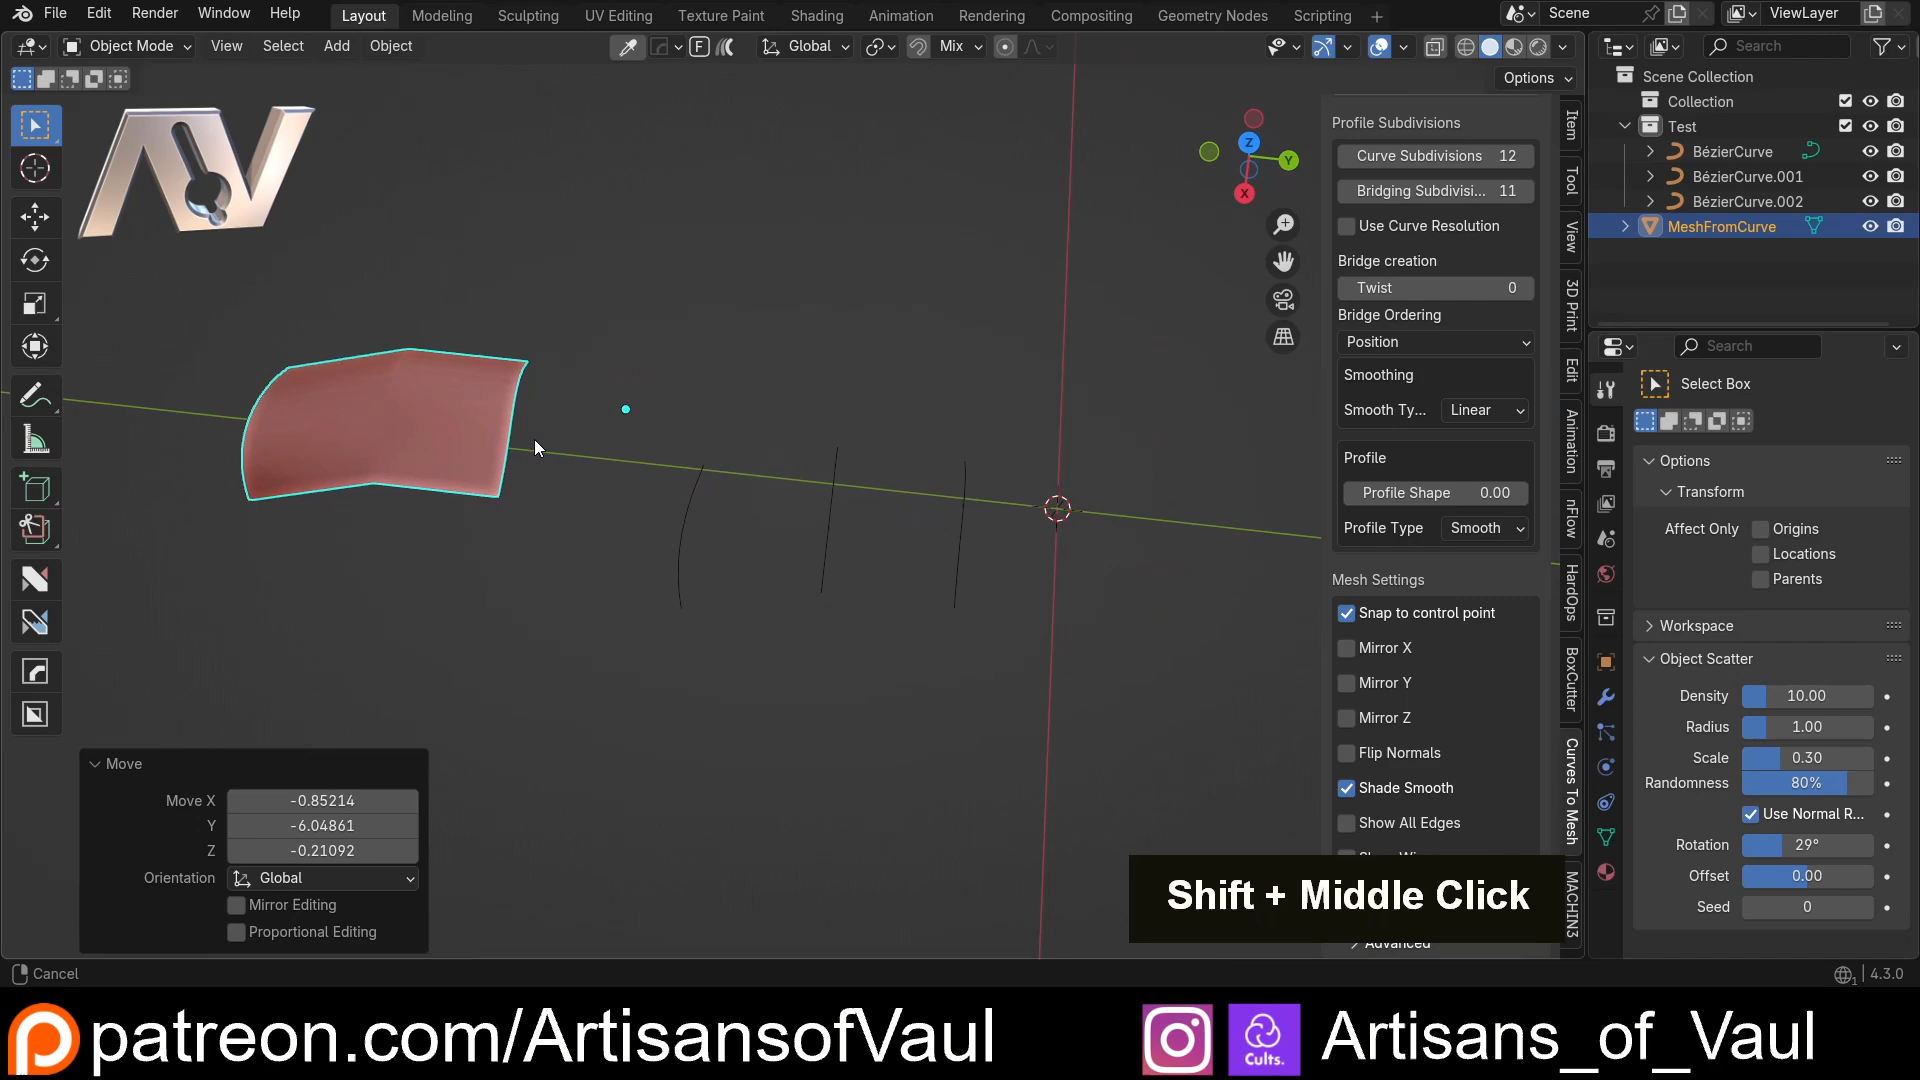 File Edit Render Window Help
Layout Modeling Sculpting UV Editing Texture Paint Shading Animation Rendering Compositing Geometry Nodes Scripting +
Scene
ViewLayer
Object Mode View Select Add Object
Global
Mix
Search
Options
Scene Collection
Collection
Test
BézierCurve
BézierCurve.001
BézierCurve.002
MeshFromCurve
Z
Y
X
Profile Subdivisions
Curve Subdivisions 12
Bridging Subdivisi... 11
Use Curve Resolution
Bridge creation
Twist 0
Bridge Ordering
Position
Smoothing
Smooth Ty... Linear
Profile
Profile Shape 0.00
Profile Type Smooth
Mesh Settings
Snap to control point
Mirror X
Mirror Y
Mirror Z
Flip Normals
Shade Smooth
Show All Edges
Advanced
Item
Tool
View
3D Print
Edit
Animation
nFlow
HardOps
BoxCutter
Curves To Mesh
MACHIN3
Search
Select Box
Options
Transform
Affect Only Origins
Locations
Parents
Workspace
Object Scatter
Density 10.00
Radius 1.00
Scale 0.30
Randomness 80%
Use Normal R...
Rotation 29°
Offset 0.00
Seed 0
Move
Move X -0.85214
Y -6.04861
Z -0.21092
Orientation Global
Mirror Editing
Proportional Editing
Shift + Middle Click
Cancel
4.3.0
patreon.com/ArtisansofVaul
Cults.
Artisans_of_Vaul